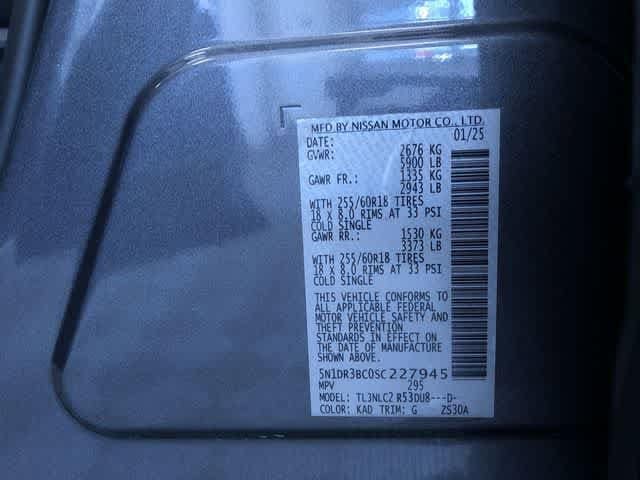 MFD BY NISSAN MOTOR CO., LTD.
DATE: 01/25
GVWR: 2676 KG
5900 LB
GAWR FR.: 1335 KG
2943 LB
WITH 255/60R18 TIRES
18 X 8.0 RIMS AT 33 PSI
COLD SINGLE
GAWR RR.: 1530 KG
3373 LB
WITH 255/60R18 TIRES
18 X 8.0 RIMS AT 33 PSI
COLD SINGLE
THIS VEHICLE CONFORMS TO
ALL APPLICABLE FEDERAL
MOTOR VEHICLE SAFETY AND
THEFT PREVENTION
STANDARDS IN EFFECT ON
THE DATE OF MANUFACTURE
SHOWN ABOVE.
5N1DR3BC0SC227945
MPV 295
MODEL: TL3NLC2 R53DU8---D-
COLOR: KAD TRIM: G ZS30A